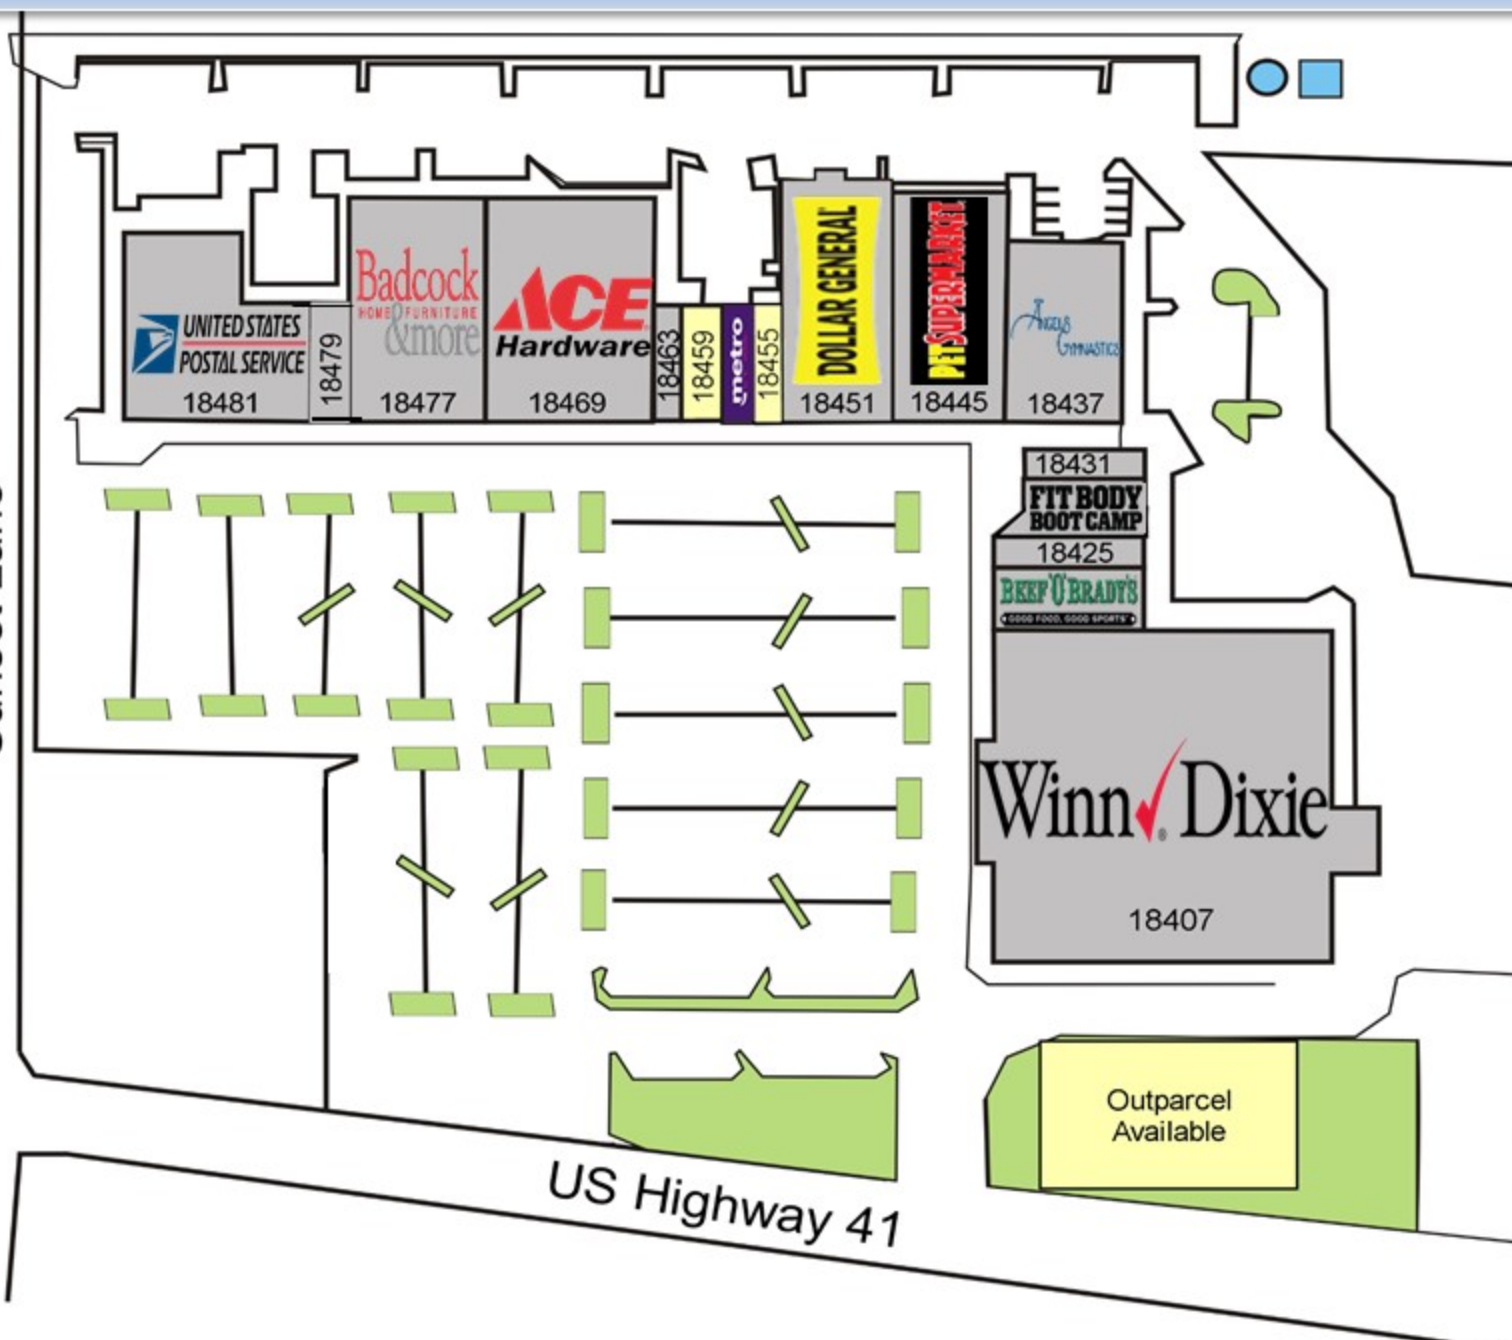 UNITED STATES
POSTAL SERVICE
18481
18479
Badcock
HOME FURNITURE
&more
18477
ACE
Hardware
18469
18463
18459
metro
18455
DOLLAR GENERAL
18451
PETSUPERMARKET
18445
Angels
Gymnastics
18437
18431
FIT BODY
BOOT CAMP
18425
BEEF 'O' BRADY'S
GOOD FOOD, GOOD SPORTS
Winn Dixie
®
18407
Outparcel
Available
US Highway 41